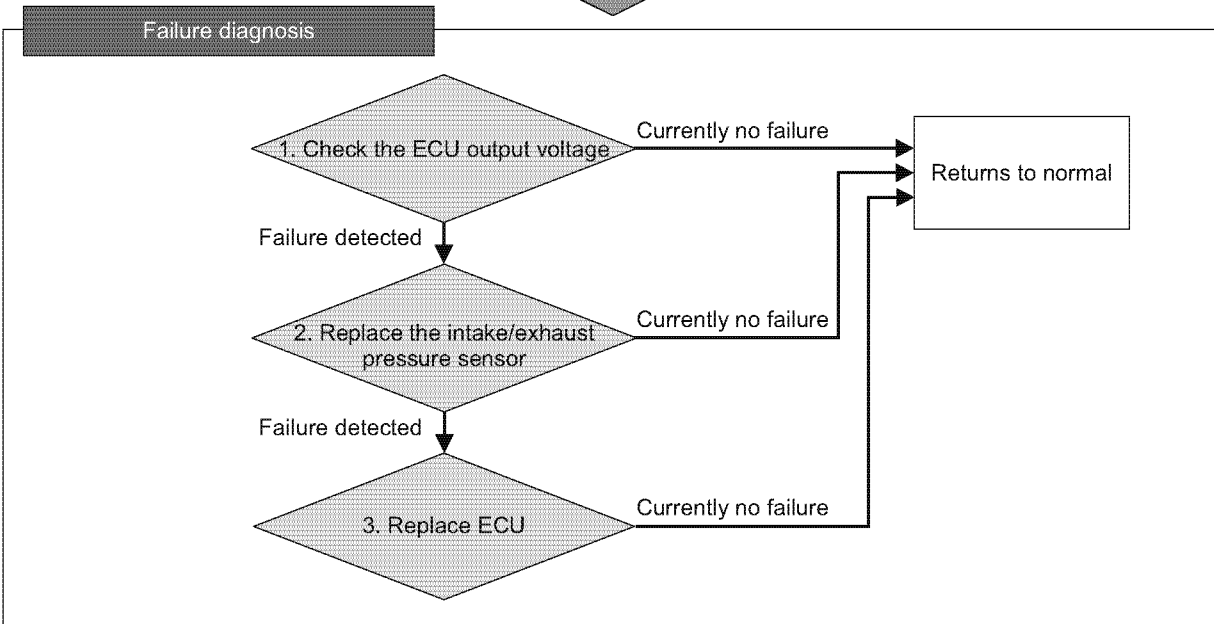 Failure diagnosis
1. Check the ECU output voltage
Currently no failure
Returns to normal
Failure detected
2. Replace the intake/exhaust
pressure sensor
Currently no failure
Failure detected
3. Replace ECU
Currently no failure